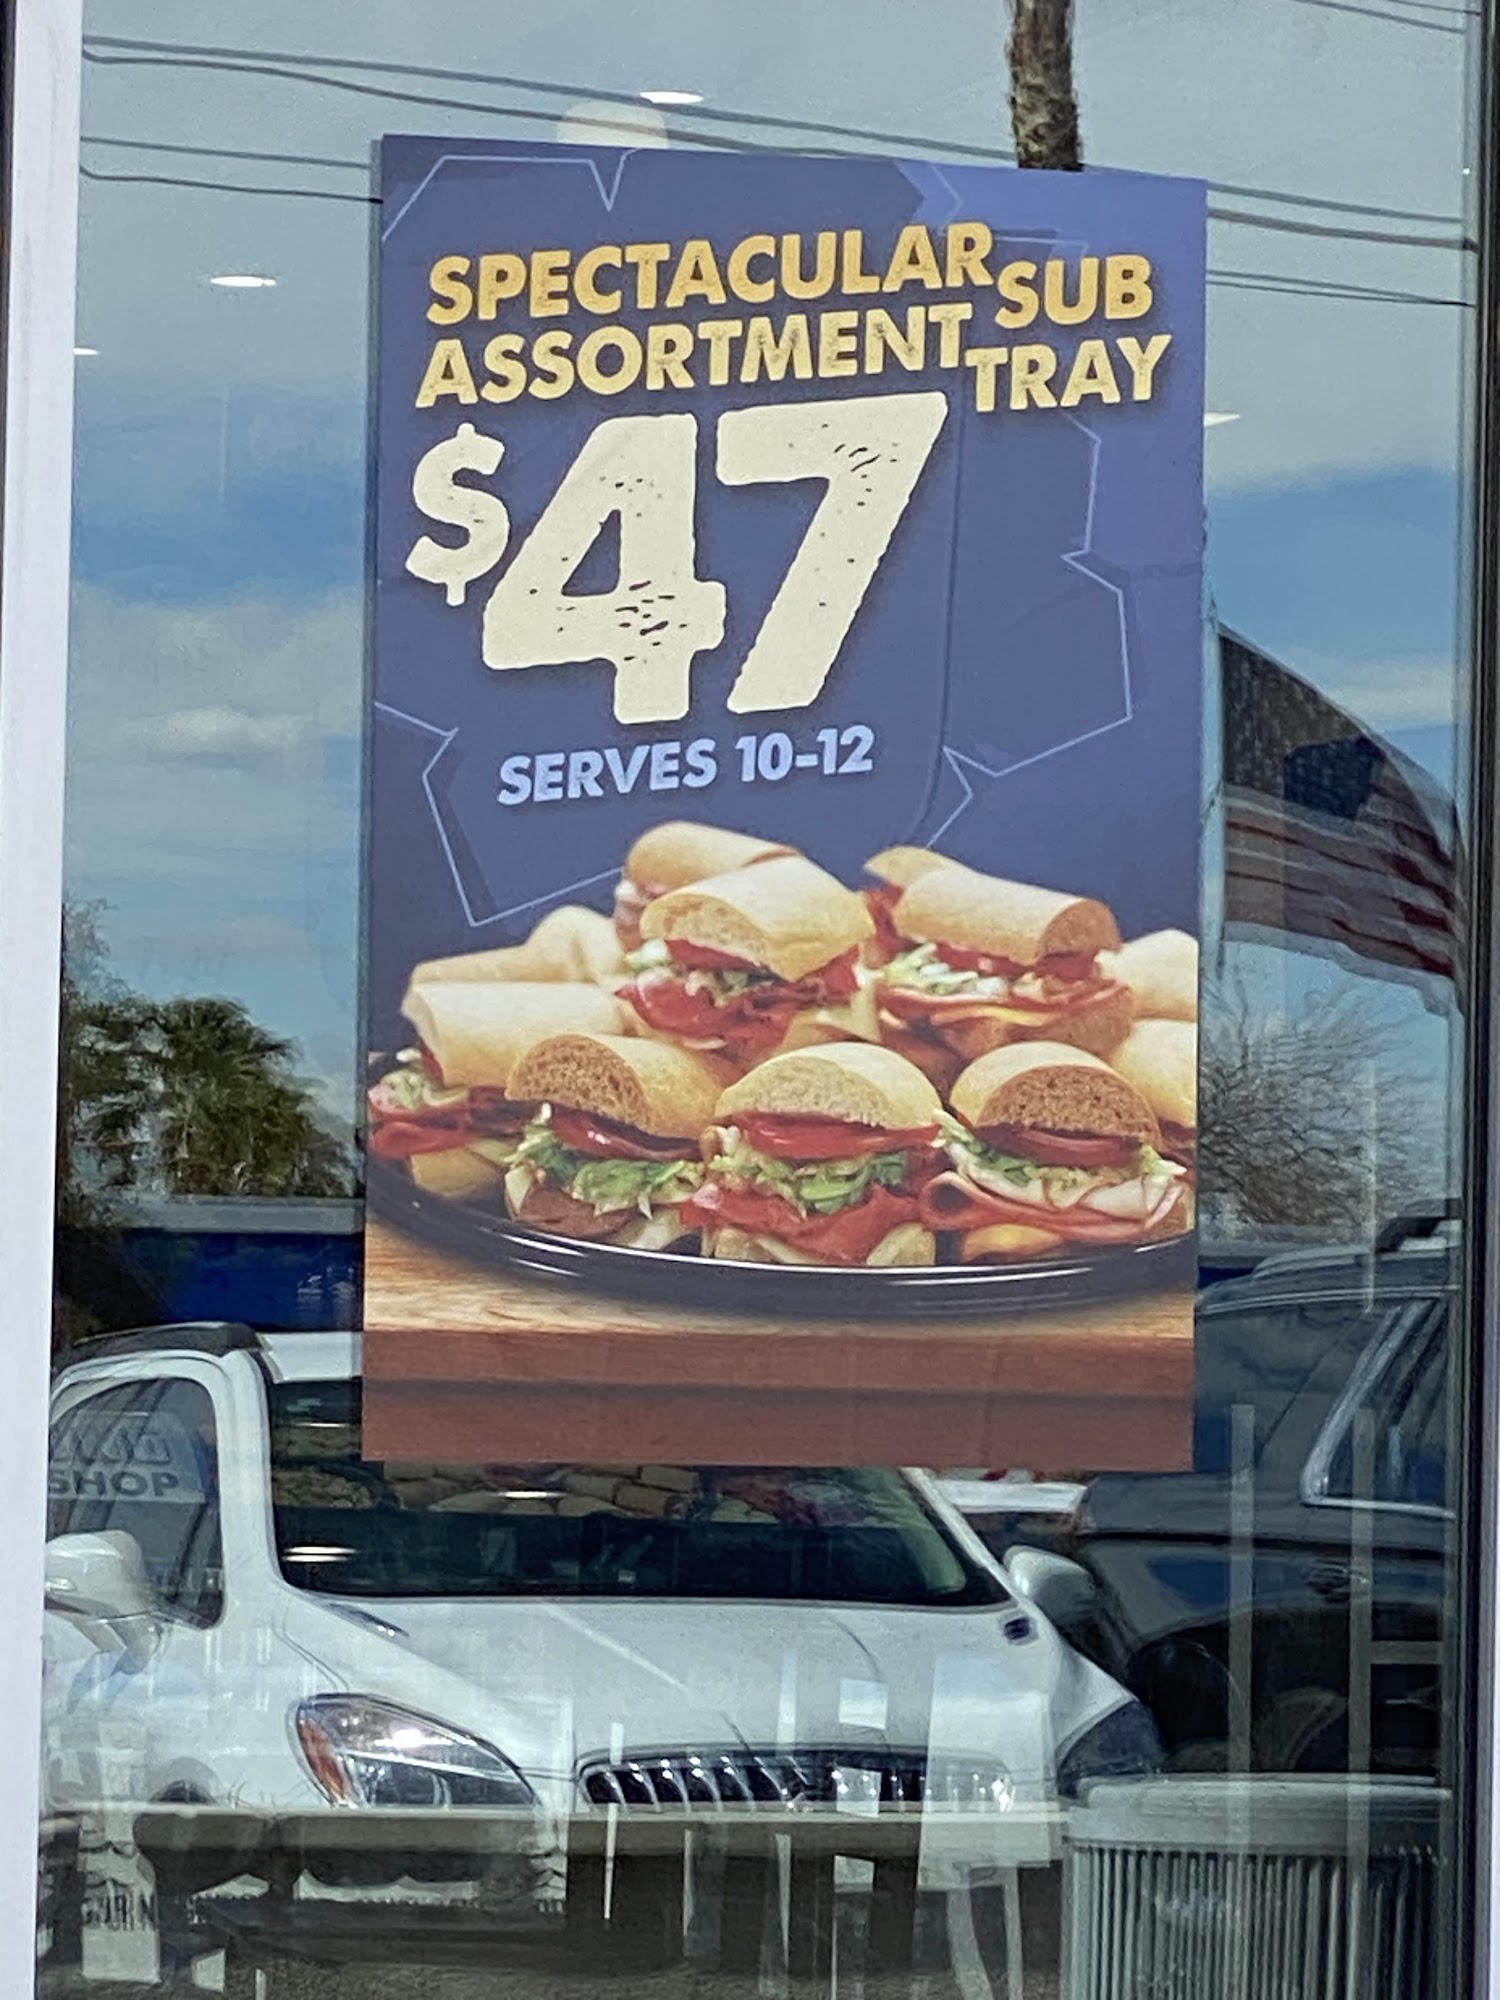 SPECTACULAR SUB
ASSORTMENT TRAY
$47
SERVES 10-12
SHOP